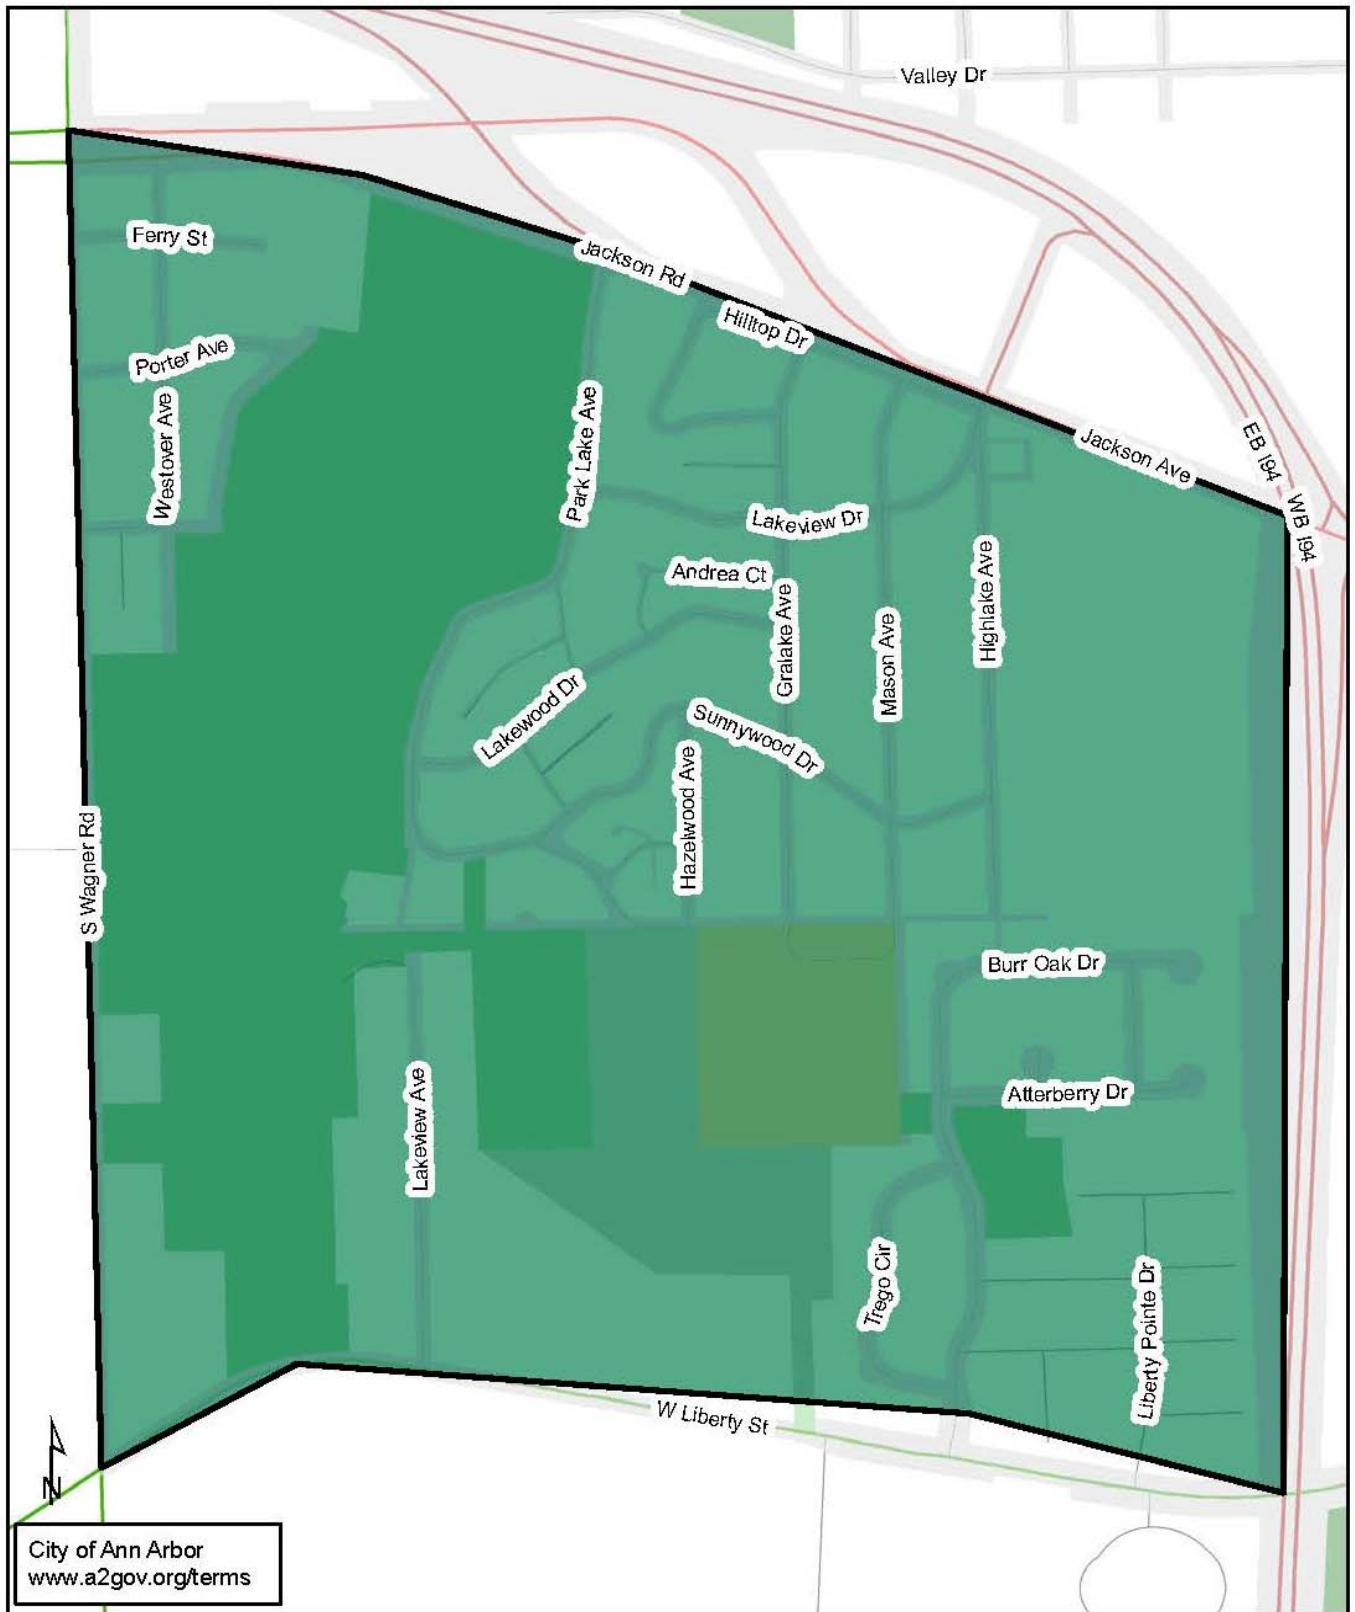 Valley Dr
Ferry St
Jackson Rd
Hilltop Dr
Porter Ave
Westover Ave
Park Lake Ave
Jackson Ave
EB I94
WB I94
Lakeview Dr
Andrea Ct
Gralake Ave
Mason Ave
Highlake Ave
Lakewood Dr
Sunnywood Dr
Hazelwood Ave
S Wagner Rd
Burr Oak Dr
Atterberry Dr
Lakeview Ave
Trego Cir
Liberty Pointe Dr
W Liberty St
N
City of Ann Arbor
www.a2gov.org/terms